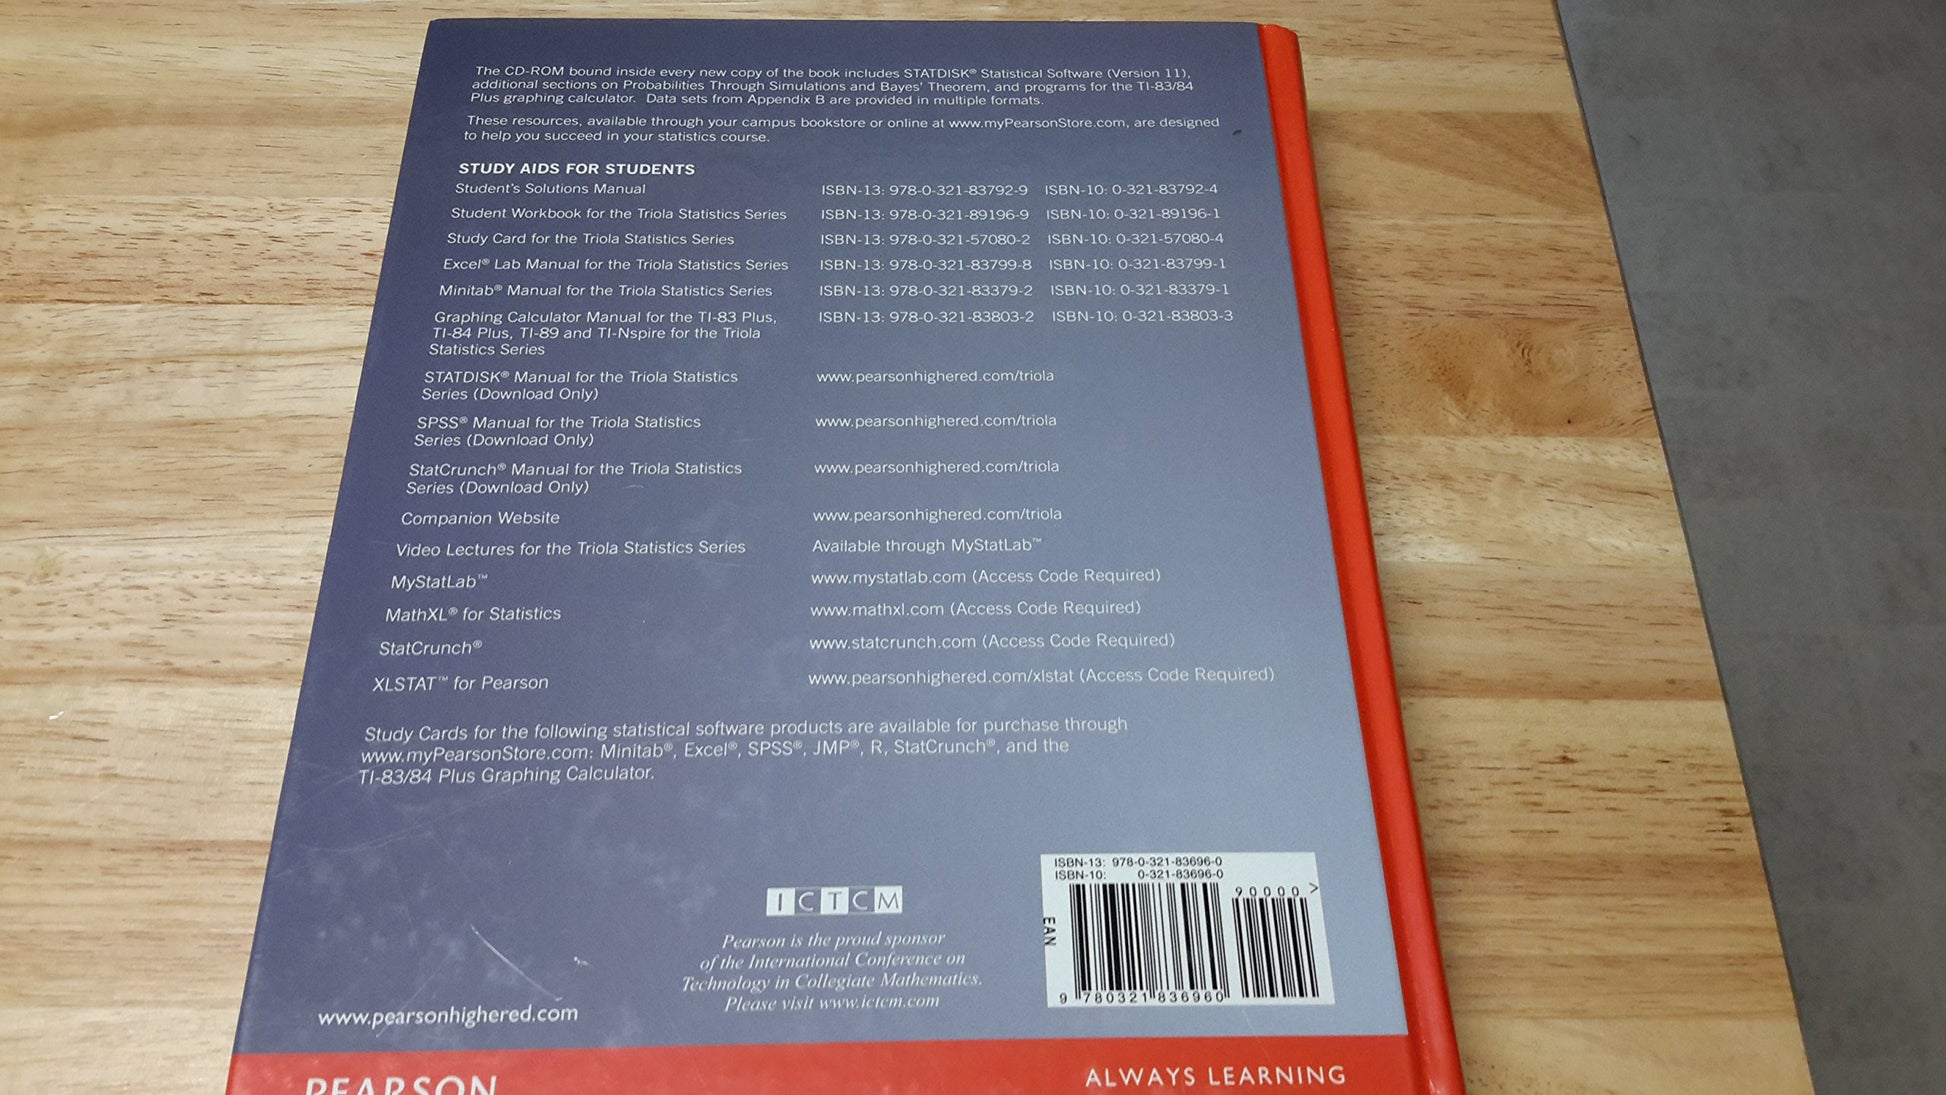 The CD-ROM bound inside every new copy of the book includes STATDISK® Statistical Software (Version 11),
additional sections on Probabilities Through Simulations and Bayes' Theorem, and programs for the TI-83/84
Plus graphing calculator. Data sets from Appendix B are provided in multiple formats.
These resources, available through your campus bookstore or online at www.myPearsonStore.com, are designed
to help you succeed in your statistics course.
STUDY AIDS FOR STUDENTS
Student's Solutions Manual ISBN-13: 978-0-321-83792-9 ISBN-10: 0-321-83792-4
Student Workbook for the Triola Statistics Series ISBN-13: 978-0-321-89196-9 ISBN-10: 0-321-89196-1
Study Card for the Triola Statistics Series ISBN-13: 978-0-321-57080-2 ISBN-10: 0-321-57080-4
Excel® Lab Manual for the Triola Statistics Series ISBN-13: 978-0-321-83799-8 ISBN-10: 0-321-83799-1
Minitab® Manual for the Triola Statistics Series ISBN-13: 978-0-321-83379-2 ISBN-10: 0-321-83379-1
Graphing Calculator Manual for the TI-83 Plus, ISBN-13: 978-0-321-83803-2 ISBN-10: 0-321-83803-3
TI-84 Plus, TI-89 and TI-Nspire for the Triola
Statistics Series
STATDISK® Manual for the Triola Statistics www.pearsonhighered.com/triola
Series (Download Only)
SPSS® Manual for the Triola Statistics www.pearsonhighered.com/triola
Series (Download Only)
StatCrunch® Manual for the Triola Statistics www.pearsonhighered.com/triola
Series (Download Only)
Companion Website www.pearsonhighered.com/triola
Video Lectures for the Triola Statistics Series Available through MyStatLab™
MyStatLab™ www.mystatlab.com (Access Code Required)
MathXL® for Statistics www.mathxl.com (Access Code Required)
StatCrunch® www.statcrunch.com (Access Code Required)
XLSTAT™ for Pearson www.pearsonhighered.com/xlstat (Access Code Required)
Study Cards for the following statistical software products are available for purchase through
www.myPearsonStore.com: Minitab®, Excel®, SPSS®, JMP®, R, StatCrunch®, and the
TI-83/84 Plus Graphing Calculator.
ICTCM
Pearson is the proud sponsor
of the International Conference on
Technology in Collegiate Mathematics.
Please visit www.ictcm.com
ISBN-13: 978-0-321-83696-0
ISBN-10: 0-321-83696-0
90000>
EAN
9 780321 836960
www.pearsonhighered.com
PEARSON
ALWAYS LEARNING